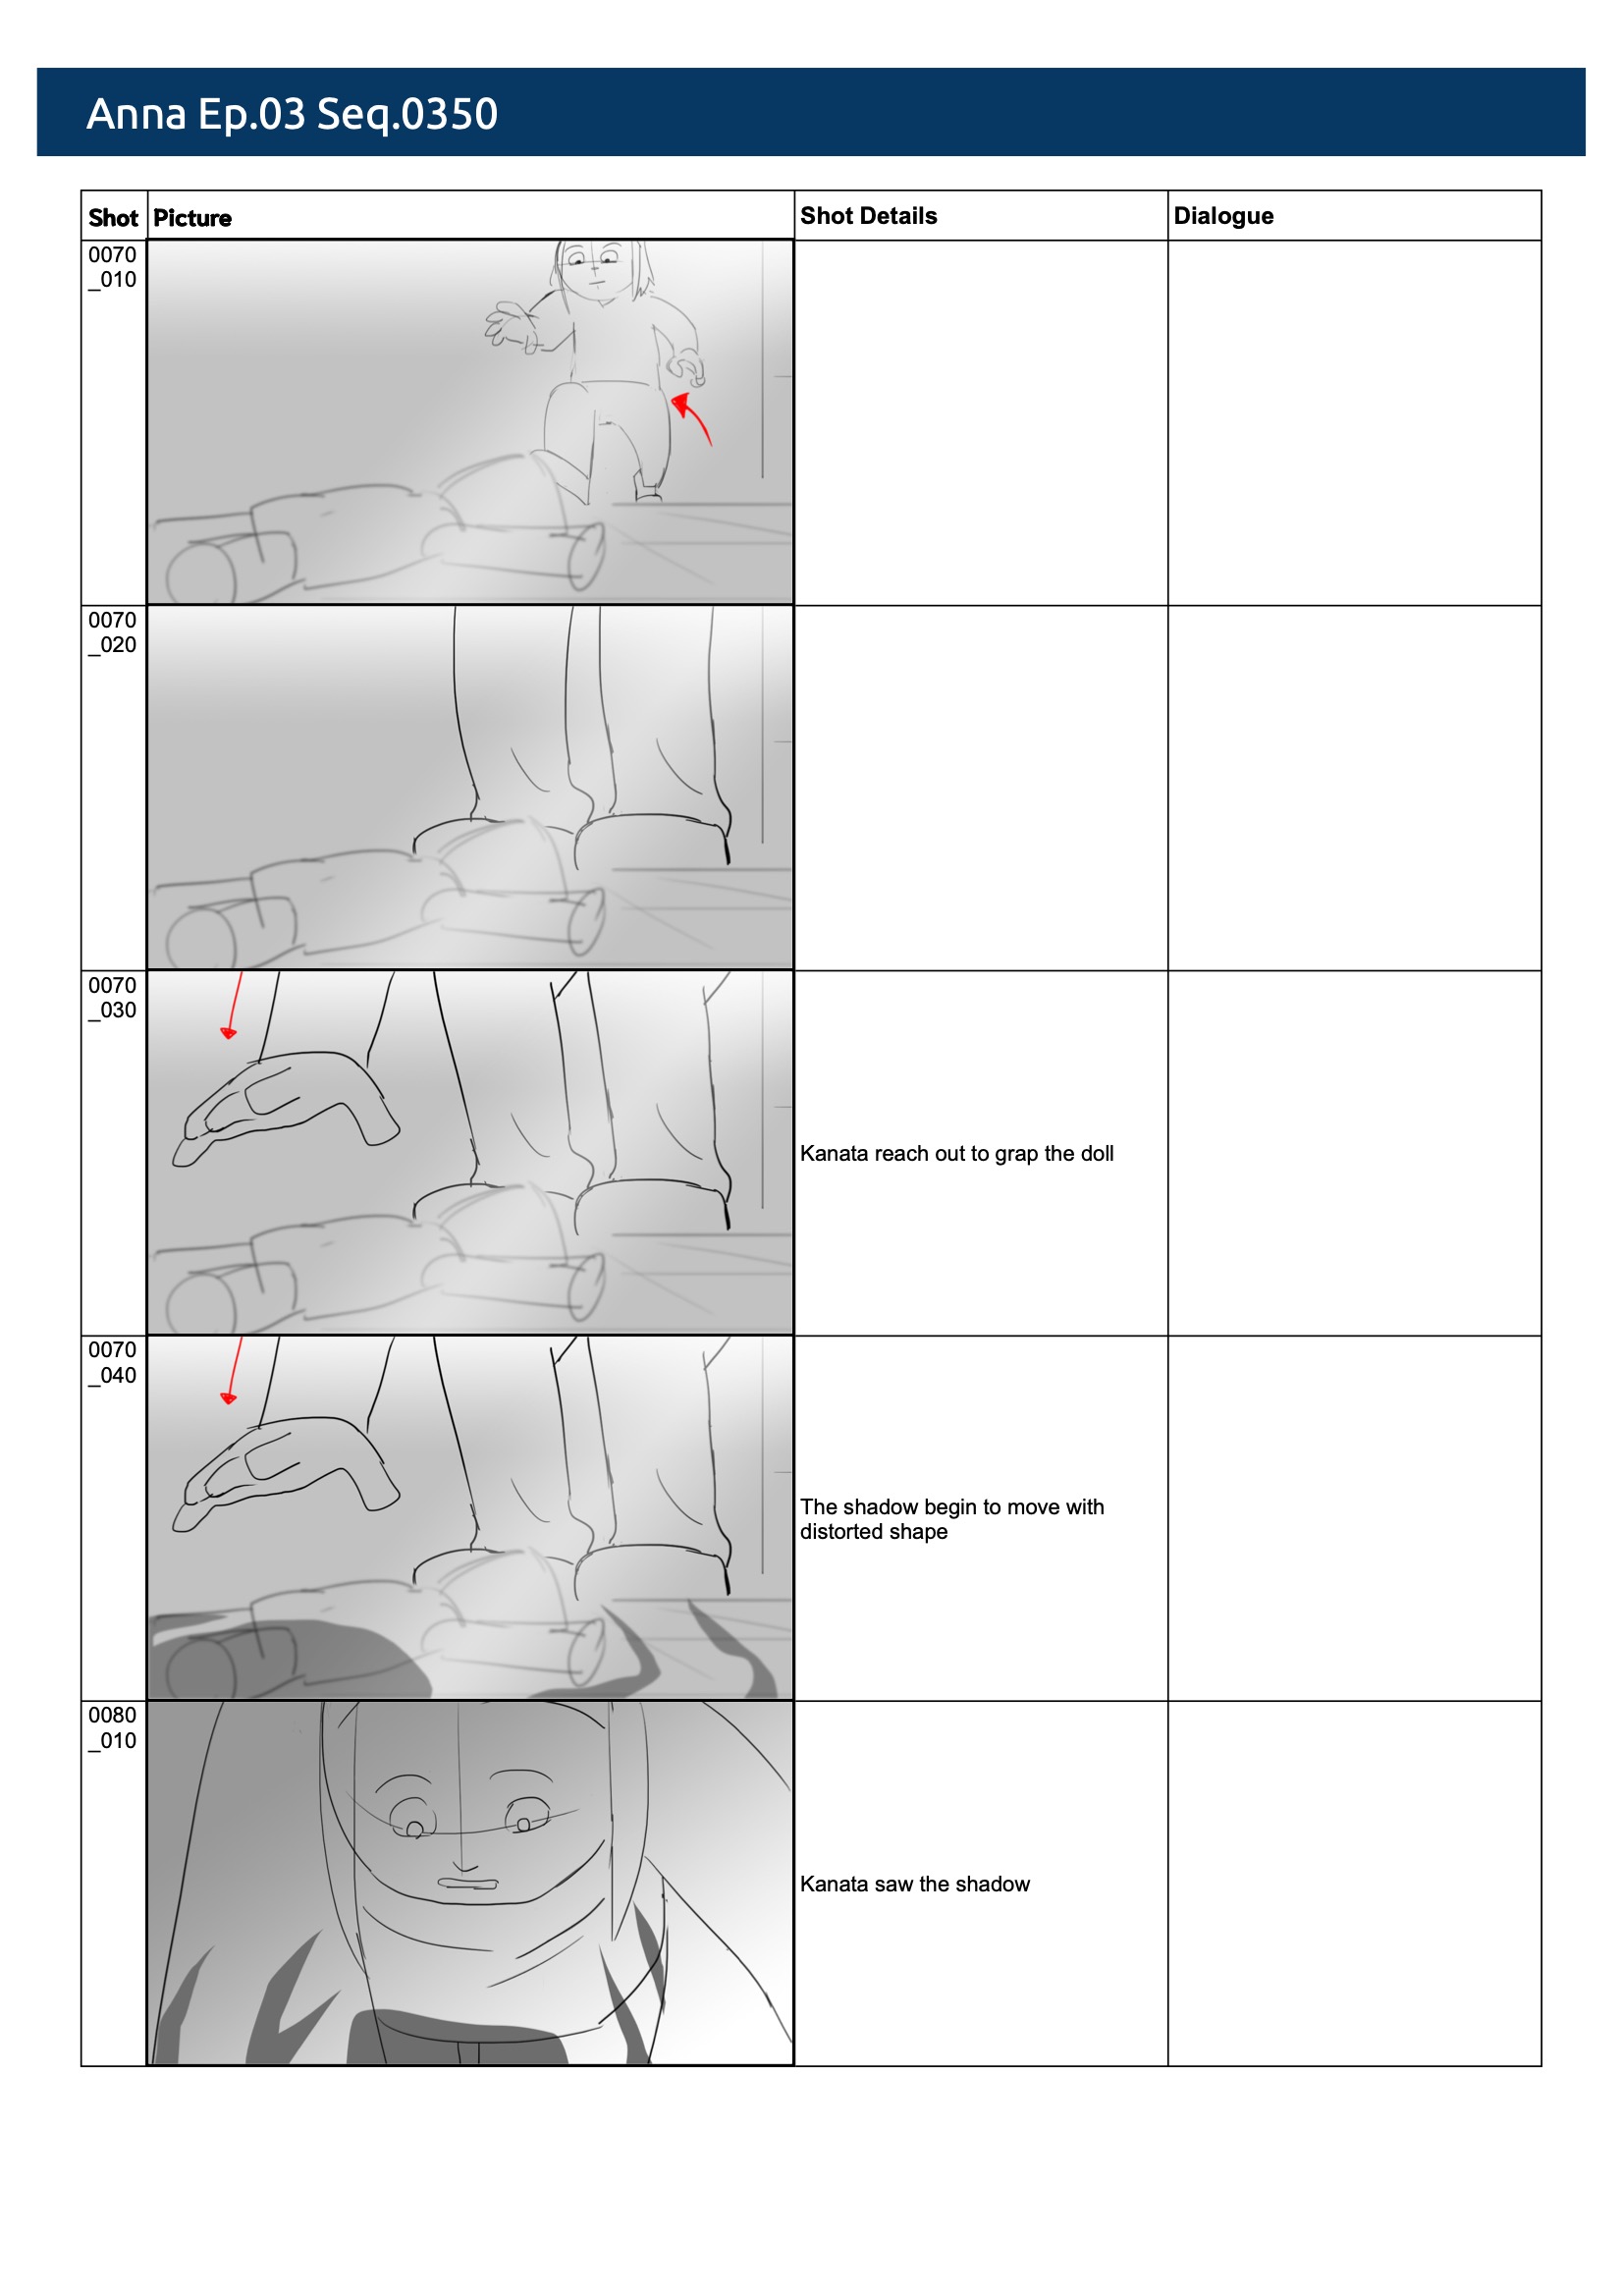 Anna Ep.03 Seq.0350
Shot Picture Shot Details Dialogue
0070
_010
0070
_020
0070
_030
Kanata reach out to grap the doll
0070
_040
The shadow begin to move with
distorted shape
0080
_010
Kanata saw the shadow